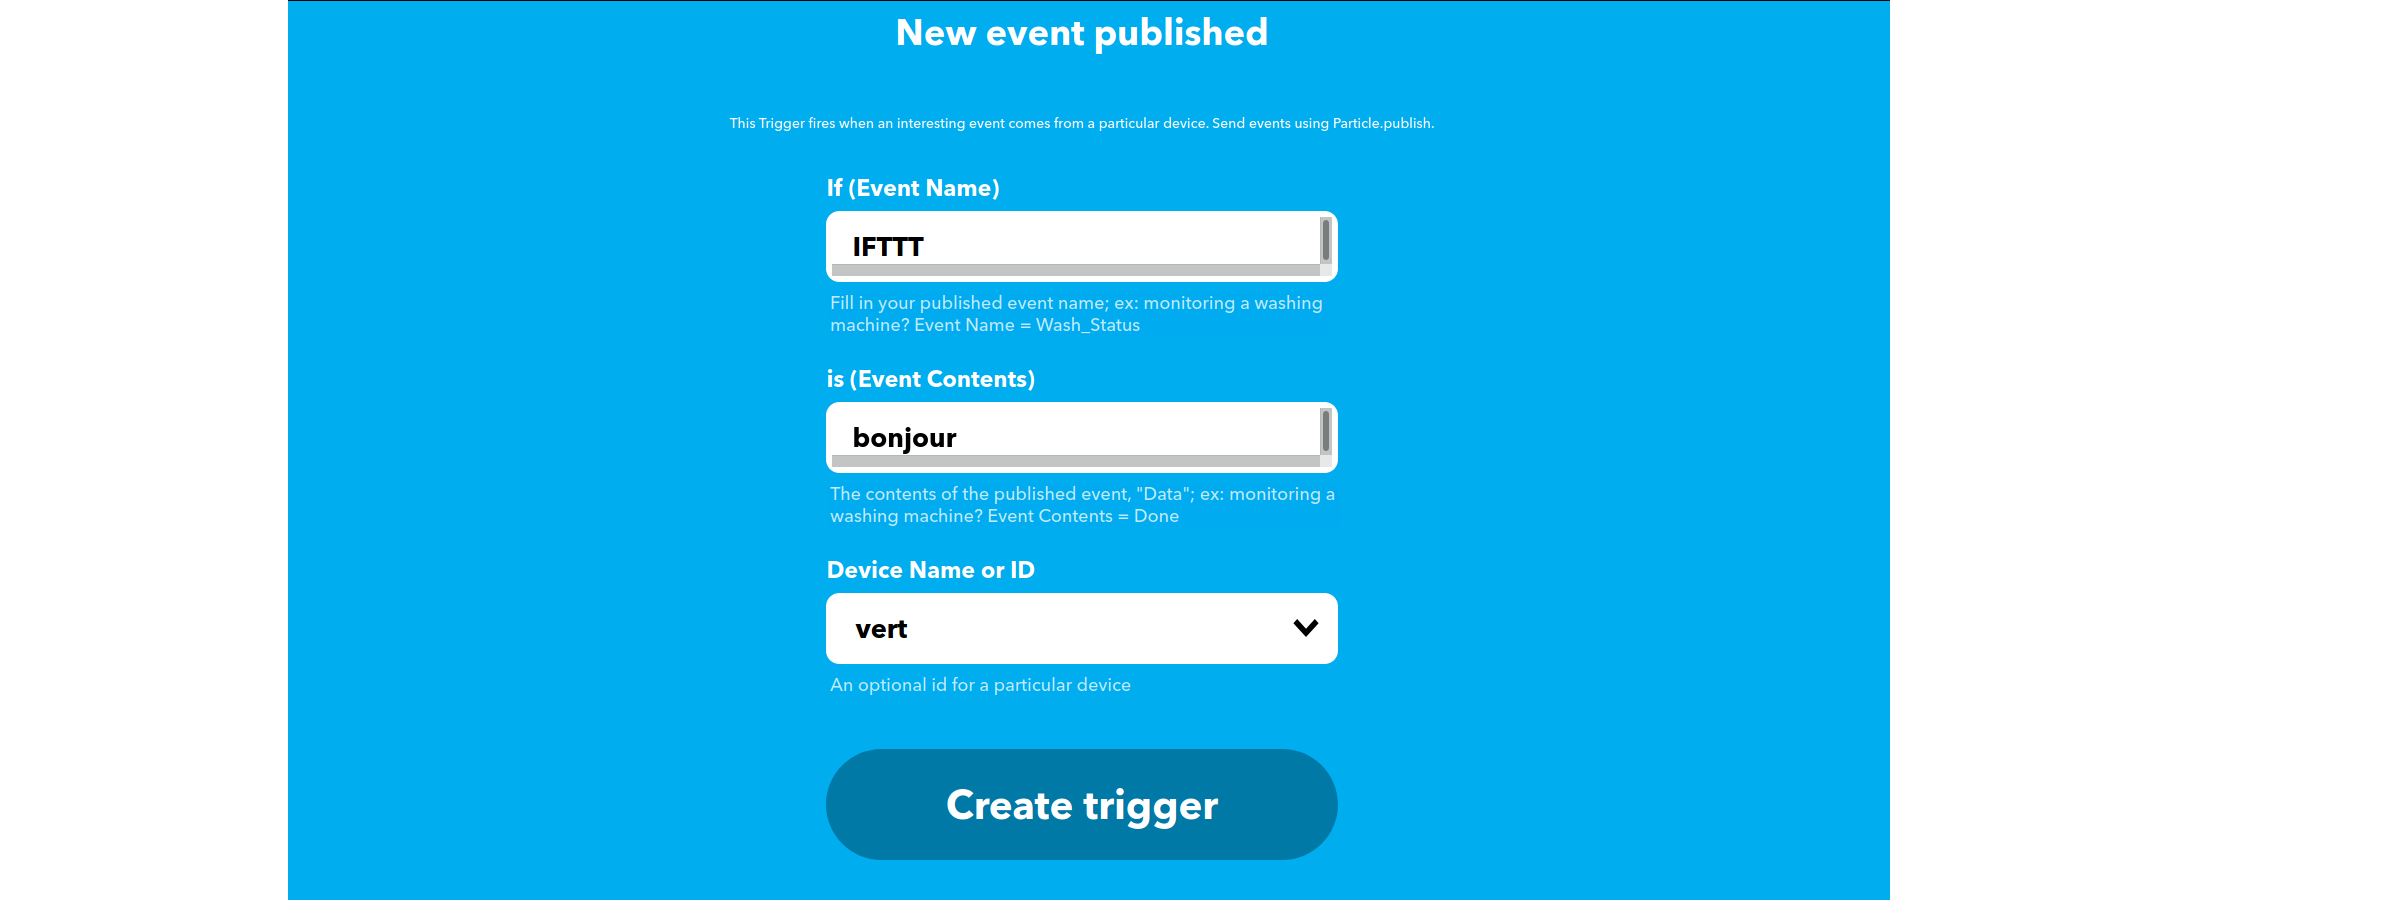 New event published
This Trigger fires when an interesting event comes from a particular device. Send events using Particle.publish.
If (Event Name)
IFTTT
Fill in your published event name; ex: monitoring a washing
machine? Event Name = Wash_Status
is (Event Contents)
bonjour
The contents of the published event, "Data"; ex: monitoring a
washing machine? Event Contents = Done
Device Name or ID
vert
An optional id for a particular device
Create trigger